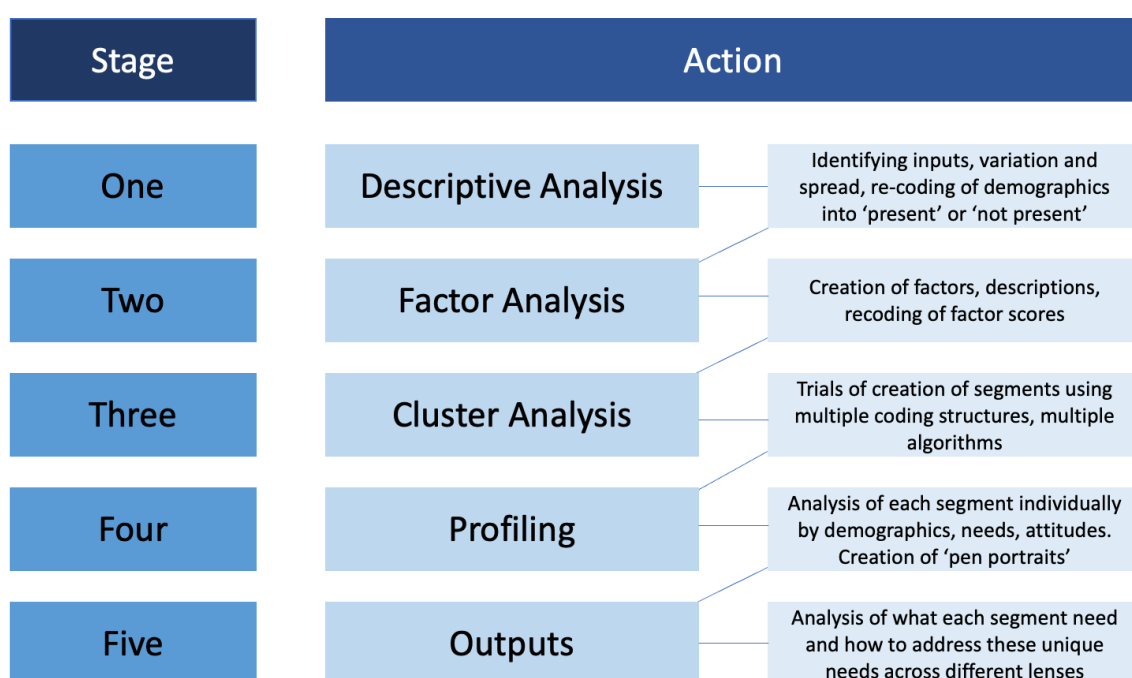 Stage
Action
One
Descriptive Analysis
Identifying inputs, variation and
spread, re-coding of demographics
into ‘present’ or ‘not present’
Two
Factor Analysis
Creation of factors, descriptions,
recoding of factor scores
Three
Cluster Analysis
Trials of creation of segments using
multiple coding structures, multiple
algorithms
Four
Profiling
Analysis of each segment individually
by demographics, needs, attitudes.
Creation of ‘pen portraits’
Five
Outputs
Analysis of what each segment need
and how to address these unique
needs across different lenses